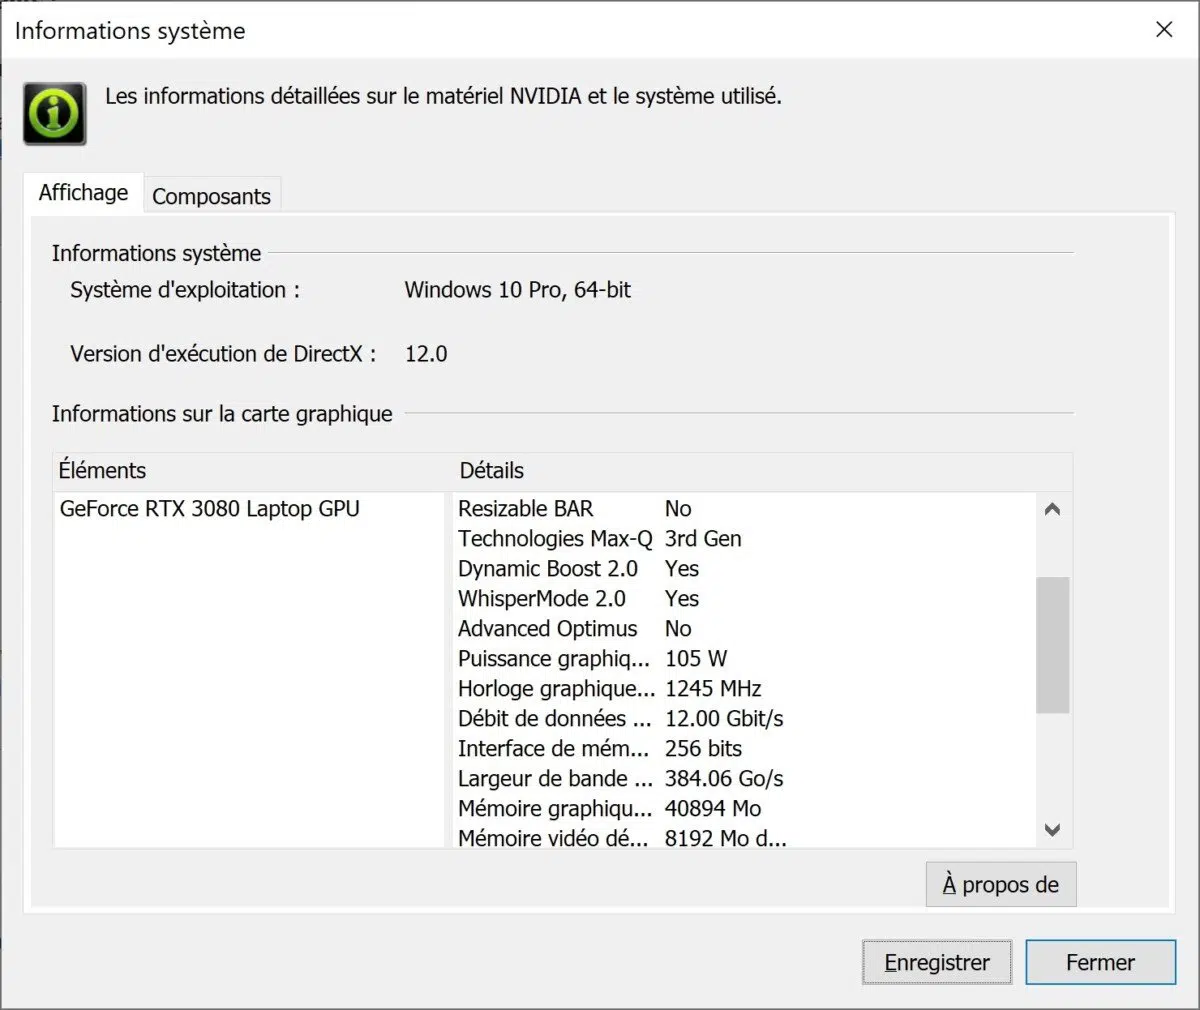 Informations système
Les informations détaillées sur le matériel NVIDIA et le système utilisé.
Affichage
Composants
Informations système
Système d'exploitation : Windows 10 Pro, 64-bit
Version d'exécution de DirectX : 12.0
Informations sur la carte graphique
Éléments Détails
GeForce RTX 3080 Laptop GPU
Resizable BAR No
Technologies Max-Q 3rd Gen
Dynamic Boost 2.0 Yes
WhisperMode 2.0 Yes
Advanced Optimus No
Puissance graphiq... 105 W
Horloge graphique... 1245 MHz
Débit de données ... 12.00 Gbit/s
Interface de mém... 256 bits
Largeur de bande ... 384.06 Go/s
Mémoire graphiqu... 40894 Mo
Mémoire vidéo dé... 8192 Mo d...
À propos de
Enregistrer
Fermer